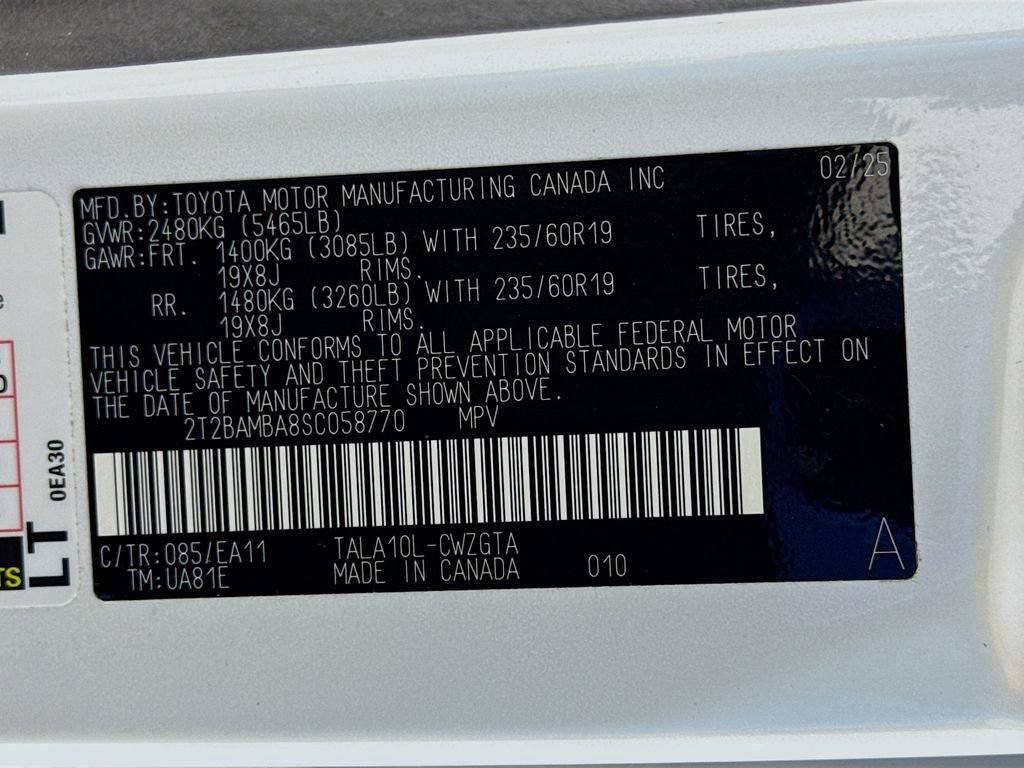 MFD.BY:TOYOTA MOTOR MANUFACTURING CANADA INC 02/25
GVWR:2480KG (5465LB)
GAWR:FRT. 1400KG (3085LB) WITH 235/60R19 TIRES,
19X8J RIMS.
RR. 1480KG (3260LB) WITH 235/60R19 TIRES,
19X8J RIMS.
THIS VEHICLE CONFORMS TO ALL APPLICABLE FEDERAL MOTOR
VEHICLE SAFETY AND THEFT PREVENTION STANDARDS IN EFFECT ON
THE DATE OF MANUFACTURE SHOWN ABOVE.
2T2BAMBA8SC058770 MPV
C/TR:085/EA11 TALA10L-CWZGTA
TM:UA81E MADE IN CANADA 010 A
LT 0EA30